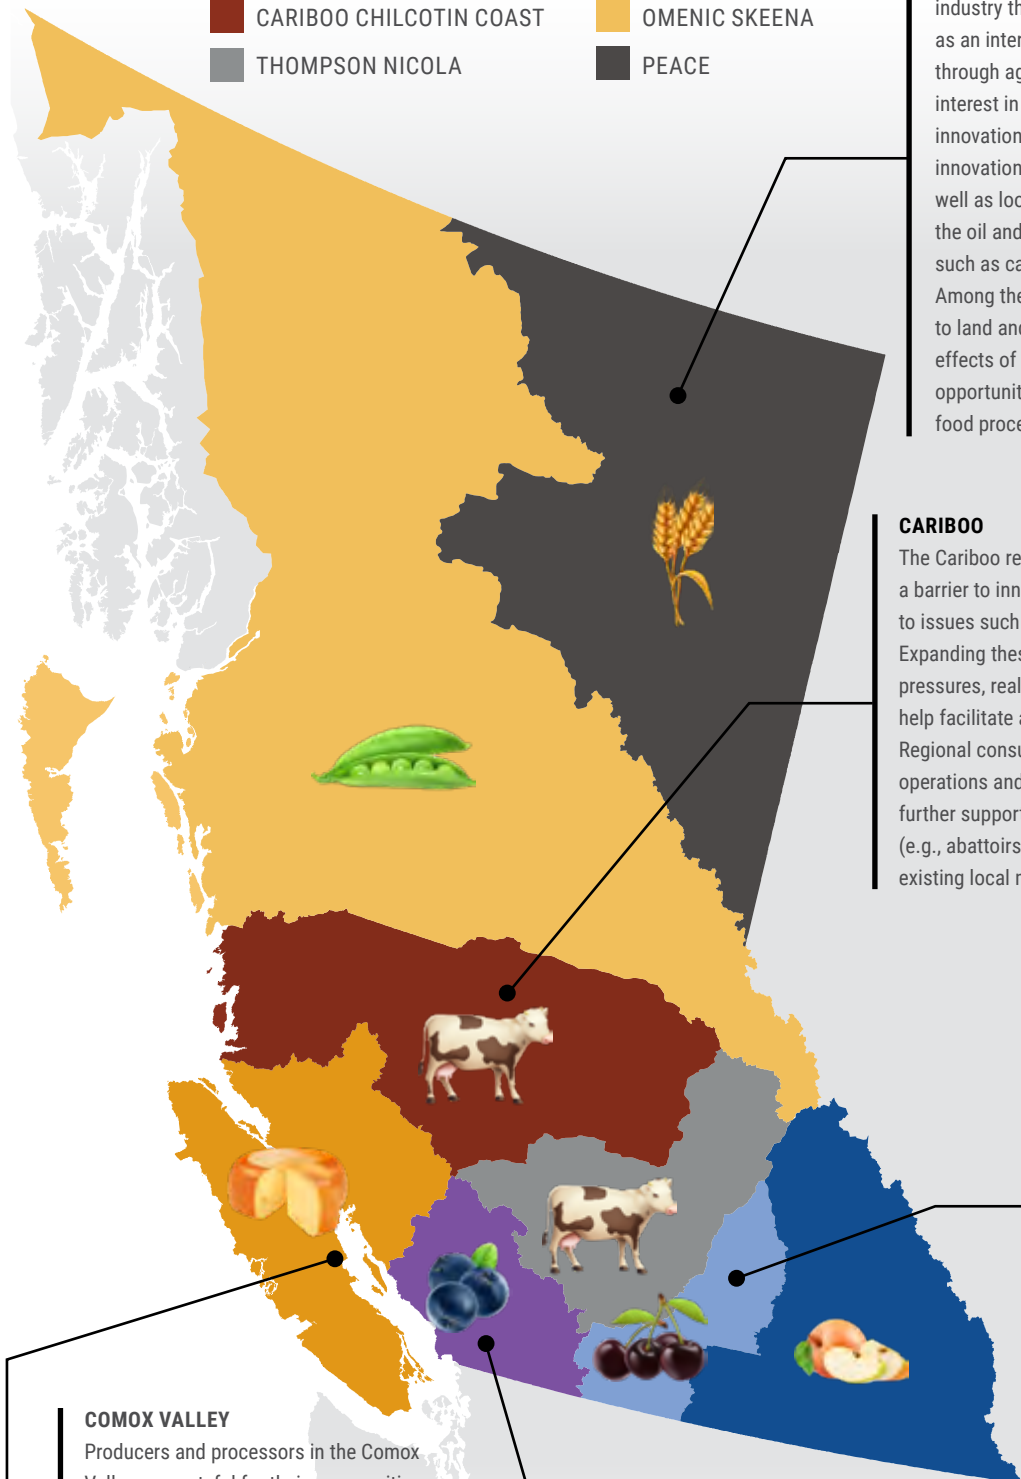 CARIBOO CHILCOTIN COAST
OMENIC SKEENA
THOMPSON NICOLA
PEACE
industry th
as an inter
through ag
interest in
innovation
innovation
well as loc
the oil and
such as ca
Among the
to land and
effects of
opportunit
food proce
CARIBOO
The Cariboo re
a barrier to inn
to issues such
Expanding thes
pressures, real
help facilitate a
Regional consu
operations and
further support
(e.g., abattoirs
existing local r
COMOX VALLEY
Producers and processors in the Comox